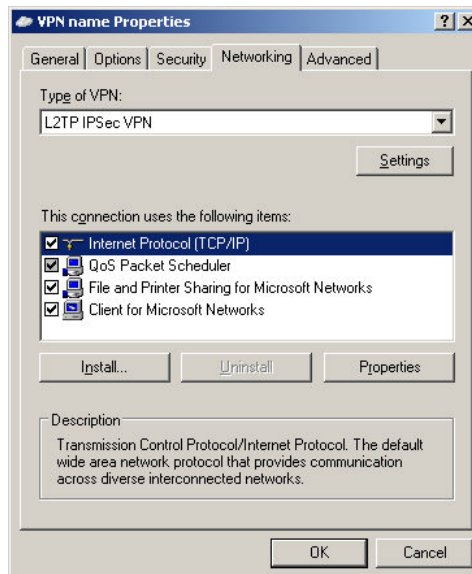 VPN name Properties
General Options Security Networking Advanced
Type of VPN:
L2TP IPSec VPN
Settings
This connection uses the following items:
Internet Protocol (TCP/IP)
QoS Packet Scheduler
File and Printer Sharing for Microsoft Networks
Client for Microsoft Networks
Install... Uninstall Properties
Description
Transmission Control Protocol/Internet Protocol. The default
wide area network protocol that provides communication
across diverse interconnected networks.
OK Cancel